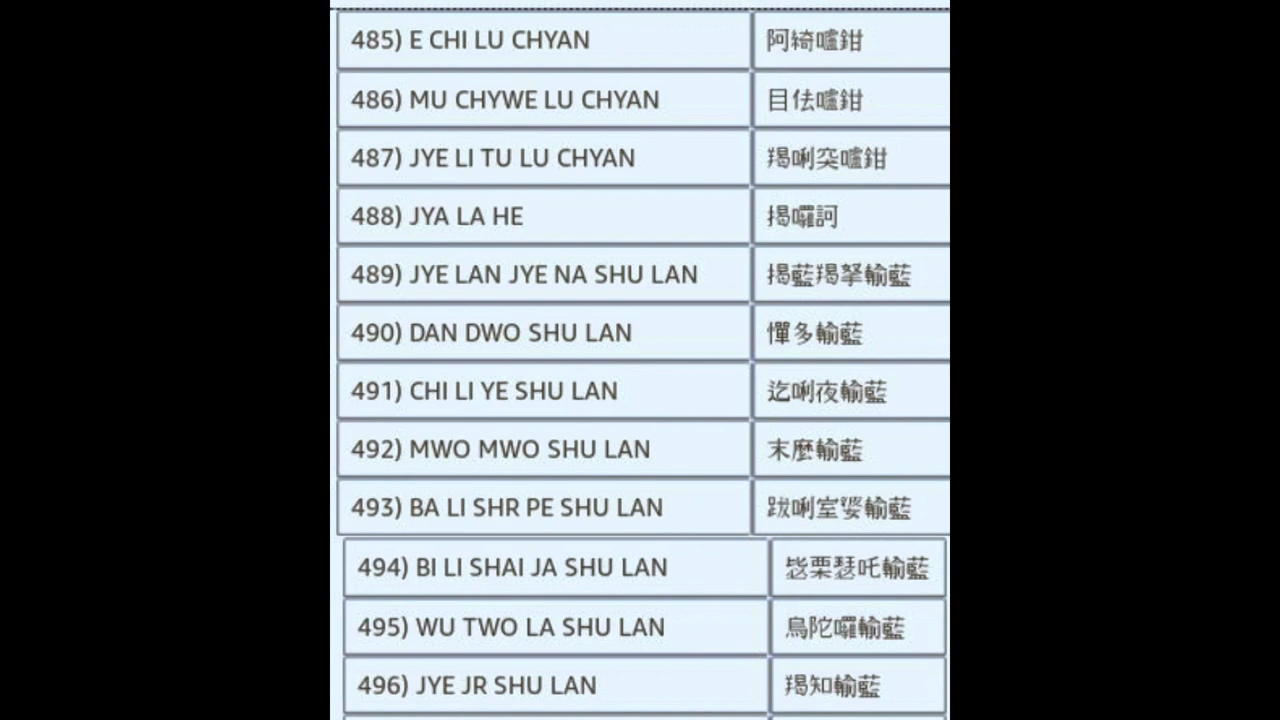 485) E CHI LU CHYAN 阿綺嚧鉗
486) MU CHYWE LU CHYAN 目佉嚧鉗
487) JYE LI TU LU CHYAN 羯唎突嚧鉗
488) JYA LA HE 揭囉訶
489) JYE LAN JYE NA SHU LAN 揭藍羯拏輸藍
490) DAN DWO SHU LAN 憚多輸藍
491) CHI LI YE SHU LAN 迄唎夜輸藍
492) MWO MWO SHU LAN 末麼輸藍
493) BA LI SHR PE SHU LAN 跋唎室婆輸藍
494) BI LI SHAI JA SHU LAN 毖栗瑟吒輸藍
495) WU TWO LA SHU LAN 烏陀囉輸藍
496) JYE JR SHU LAN 羯知輸藍